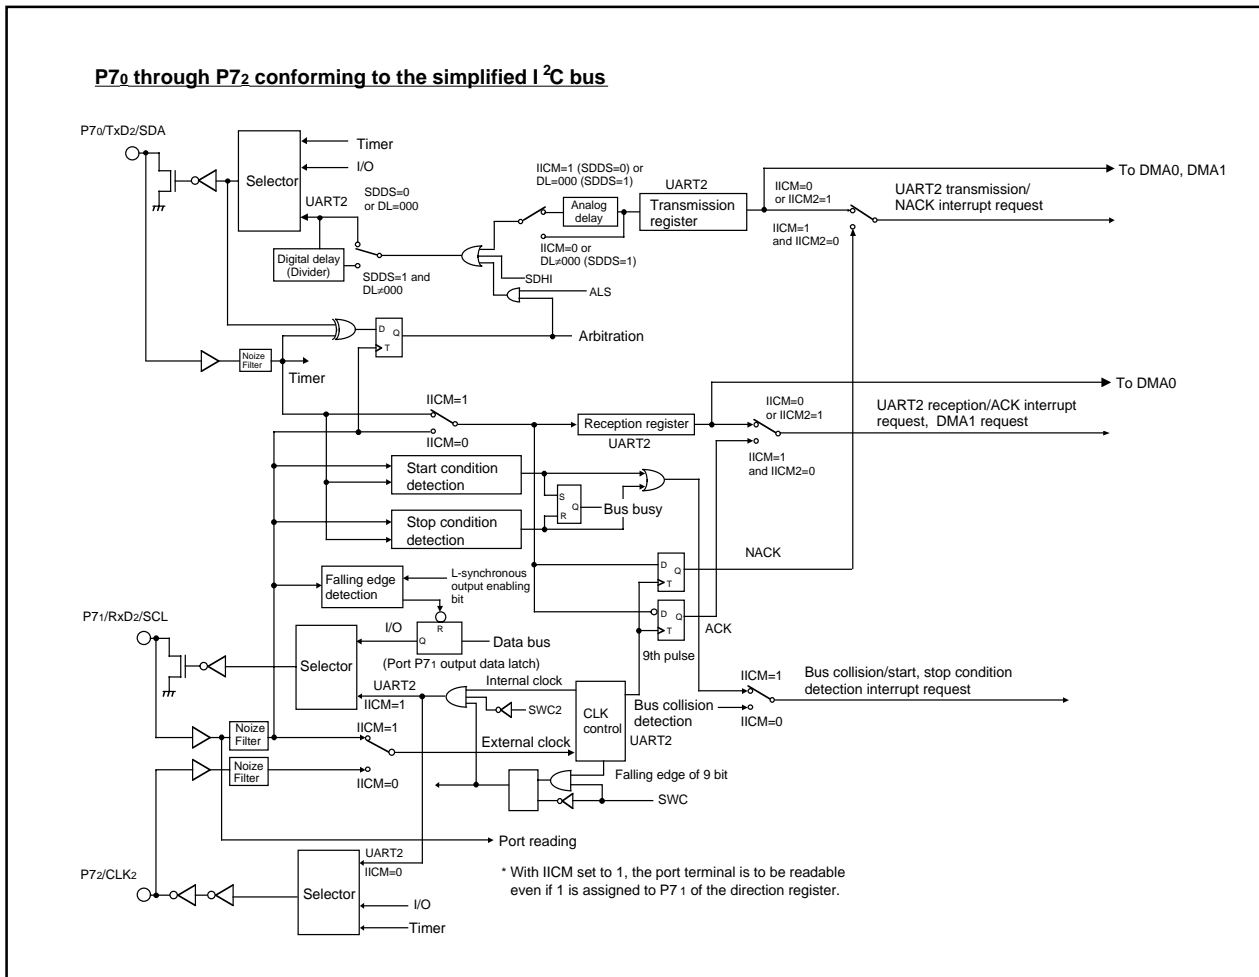 P70 through P72 conforming to the simplified I2C bus
P70/TxD2/SDA
Timer
I/O
Selector
UART2
SDDS=0
or DL=000
Digital delay
(Divider)
SDDS=1 and
DL≠000
IICM=1 (SDDS=0) or
DL=000 (SDDS=1)
Analog
delay
IICM=0 or
DL≠000 (SDDS=1)
SDHI
ALS
UART2
Transmission
register
To DMA0, DMA1
IICM=0
or IICM2=1
UART2 transmission/
NACK interrupt request
IICM=1
and IICM2=0
D
Q
T
Arbitration
Noize
Filter
Timer
To DMA0
IICM=1
IICM=0
Reception register
UART2
IICM=0
or IICM2=1
UART2 reception/ACK interrupt
request, DMA1 request
IICM=1
and IICM2=0
Start condition
detection
S
Q
R
Bus busy
Stop condition
detection
NACK
D
Q
T
Falling edge
detection
L-synchronous
output enabling
bit
D
Q
T
ACK
9th pulse
P71/RxD2/SCL
I/O
R
Q
Data bus
(Port P71 output data latch)
Selector
UART2
IICM=1
Internal clock
SWC2
CLK
control
UART2
Bus collision
detection
IICM=1
IICM=0
Bus collision/start, stop condition
detection interrupt request
Noize
Filter
IICM=1
External clock
Noize
Filter
IICM=0
Falling edge of 9 bit
SWC
Port reading
P72/CLK2
UART2
IICM=0
Selector
I/O
Timer
* With IICM set to 1, the port terminal is to be readable
even if 1 is assigned to P71 of the direction register.